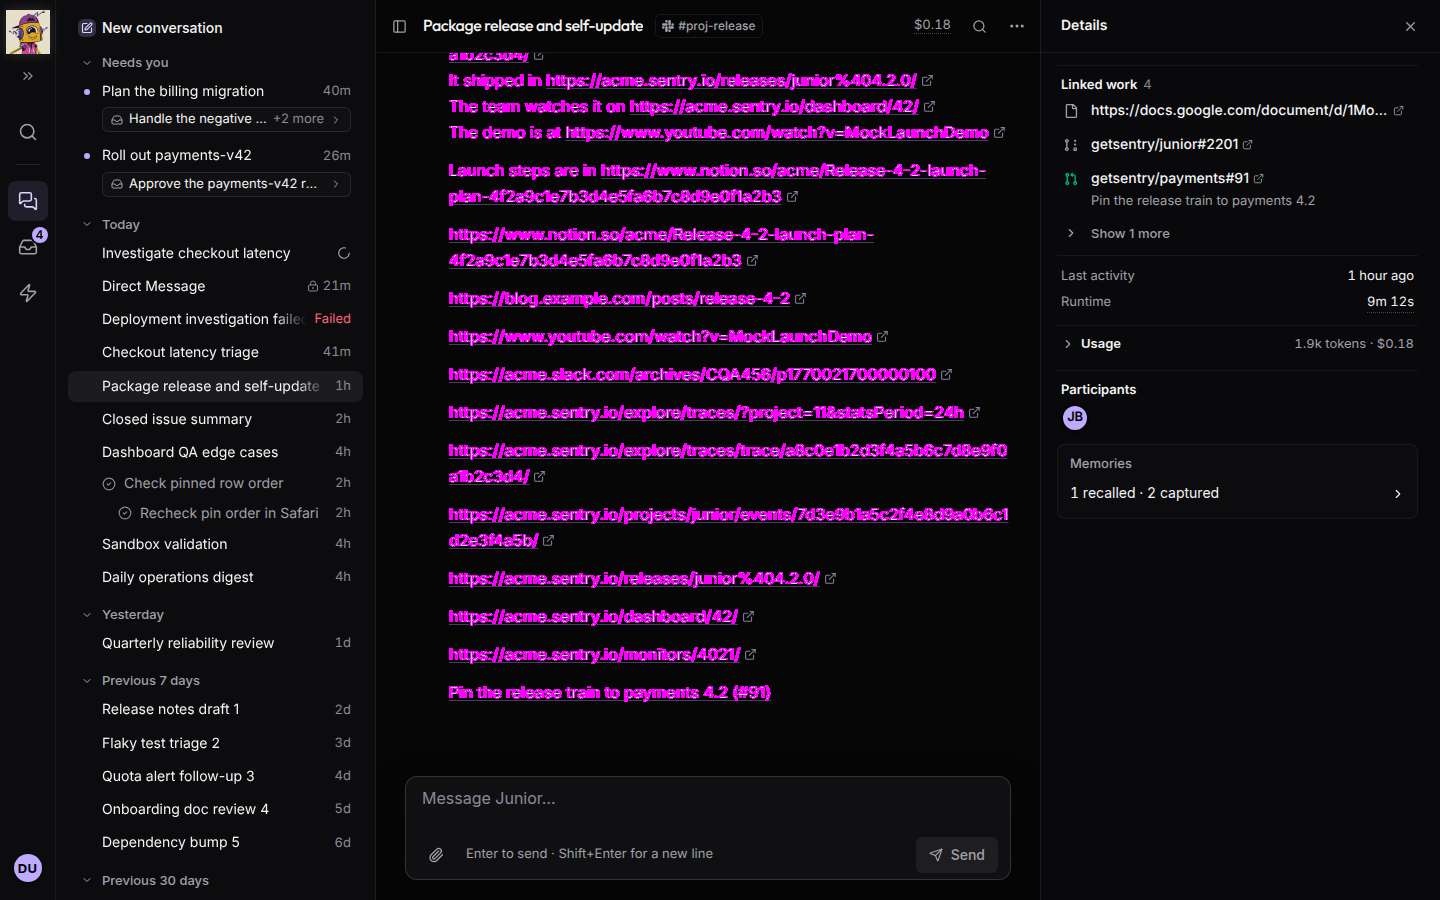 New conversation
Needs you
Plan the billing migration 40m
Handle the negative ... +2 more
Roll out payments-v42 26m
Approve the payments-v42 r...
Today
Investigate checkout latency
4
Direct Message 21m
Deployment investigation failed Failed
Checkout latency triage 41m
Package release and self-update 1h
Closed issue summary 2h
Dashboard QA edge cases 4h
Check pinned row order 2h
Recheck pin order in Safari 2h
Sandbox validation 4h
Daily operations digest 4h
Yesterday
Quarterly reliability review 1d
Previous 7 days
Release notes draft 1 2d
Flaky test triage 2 3d
Quota alert follow-up 3 4d
Onboarding doc review 4 5d
Dependency bump 5 6d
Previous 30 days
DU
Package release and self-update #proj-release $0.18
a1b2c3d4/
It shipped in https://acme.sentry.io/releases/junior%404.2.0/
The team watches it on https://acme.sentry.io/dashboard/42/
The demo is at https://www.youtube.com/watch?v=MockLaunchDemo
Launch steps are in https://www.notion.so/acme/Release-4-2-launch-
plan-4f2a9c1e7b3d4e5fa6b7c8d9e0f1a2b3
https://www.notion.so/acme/Release-4-2-launch-plan-
4f2a9c1e7b3d4e5fa6b7c8d9e0f1a2b3
https://blog.example.com/posts/release-4-2
https://www.youtube.com/watch?v=MockLaunchDemo
https://acme.slack.com/archives/CQA456/p1770021700000100
https://acme.sentry.io/explore/traces/?project=11&statsPeriod=24h
https://acme.sentry.io/explore/traces/trace/a8c0e1b2d3f4a5b6c7d8e9f0
a1b2c3d4/
https://acme.sentry.io/projects/junior/events/7d3e9b1a5c2f4e8d9a0b6c1
d2e3f4a5b/
https://acme.sentry.io/releases/junior%404.2.0/
https://acme.sentry.io/dashboard/42/
https://acme.sentry.io/monitors/4021/
Pin the release train to payments 4.2 (#91)
Message Junior...
Enter to send · Shift+Enter for a new line
Send
Details
Linked work 4
https://docs.google.com/document/d/1Mo...
getsentry/junior#2201
getsentry/payments#91
Pin the release train to payments 4.2
Show 1 more
Last activity 1 hour ago
Runtime 9m 12s
Usage 1.9k tokens · $0.18
Participants
JB
Memories
1 recalled · 2 captured